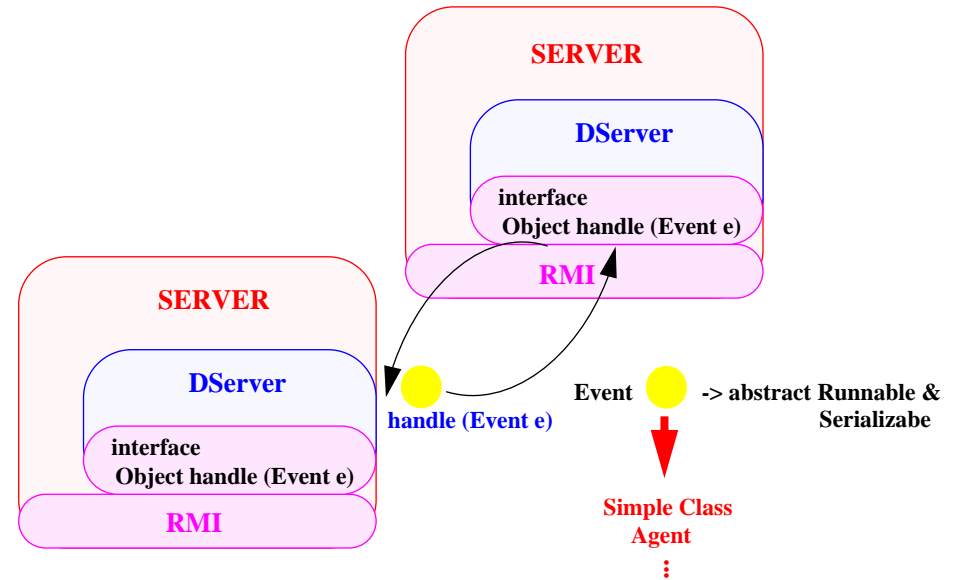 SERVER
DServer
interface
Object handle (Event e)
RMI
SERVER
DServer
interface
Object handle (Event e)
RMI
handle (Event e)
Event -> abstract Runnable &
Serializabe
Simple Class
Agent